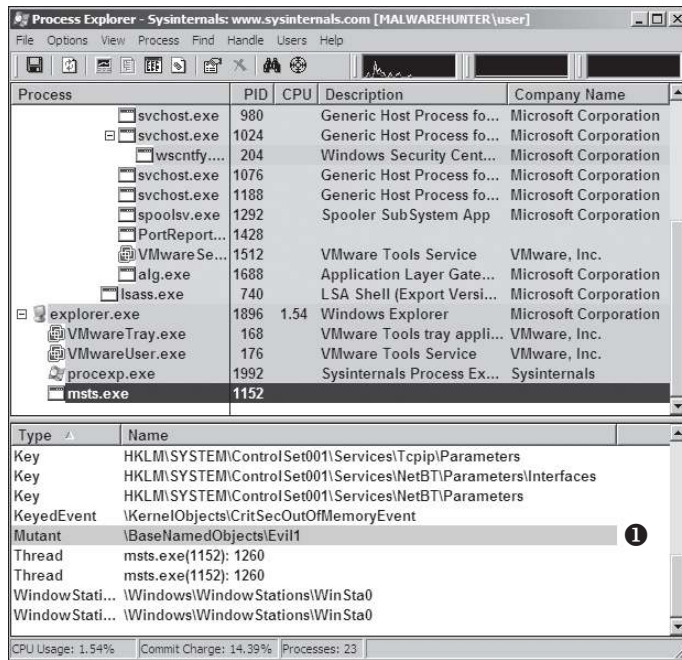 Process Explorer - Sysinternals: www.sysinternals.com [MALWAREHUNTER\user]
File Options View Process Find Handle Users Help
Process PID CPU Description Company Name
svchost.exe 980 Generic Host Process fo... Microsoft Corporation
svchost.exe 1024 Generic Host Process fo... Microsoft Corporation
wscntfy.... 204 Windows Security Cent... Microsoft Corporation
svchost.exe 1076 Generic Host Process fo... Microsoft Corporation
svchost.exe 1188 Generic Host Process fo... Microsoft Corporation
spoolsv.exe 1292 Spooler SubSystem App Microsoft Corporation
PortReport... 1428
VMwareSe... 1512 VMware Tools Service VMware, Inc.
alg.exe 1688 Application Layer Gate... Microsoft Corporation
lsass.exe 740 LSA Shell (Export Versi... Microsoft Corporation
explorer.exe 1896 1.54 Windows Explorer Microsoft Corporation
VMwareTray.exe 168 VMware Tools tray appli... VMware, Inc.
VMwareUser.exe 176 VMware Tools Service VMware, Inc.
procexp.exe 1992 Sysinternals Process Ex... Sysinternals
msts.exe 1152
Type Name
Key HKLM\SYSTEM\ControlSet001\Services\Tcpip\Parameters
Key HKLM\SYSTEM\ControlSet001\Services\NetBT\Parameters\Interfaces
Key HKLM\SYSTEM\ControlSet001\Services\NetBT\Parameters
KeyedEvent \KernelObjects\CritSecOutOfMemoryEvent
Mutant \BaseNamedObjects\Evil1 ❶
Thread msts.exe(1152): 1260
Thread msts.exe(1152): 1260
WindowStati... \Windows\WindowStations\WinSta0
WindowStati... \Windows\WindowStations\WinSta0
CPU Usage: 1.54% Commit Charge: 14.39% Processes: 23